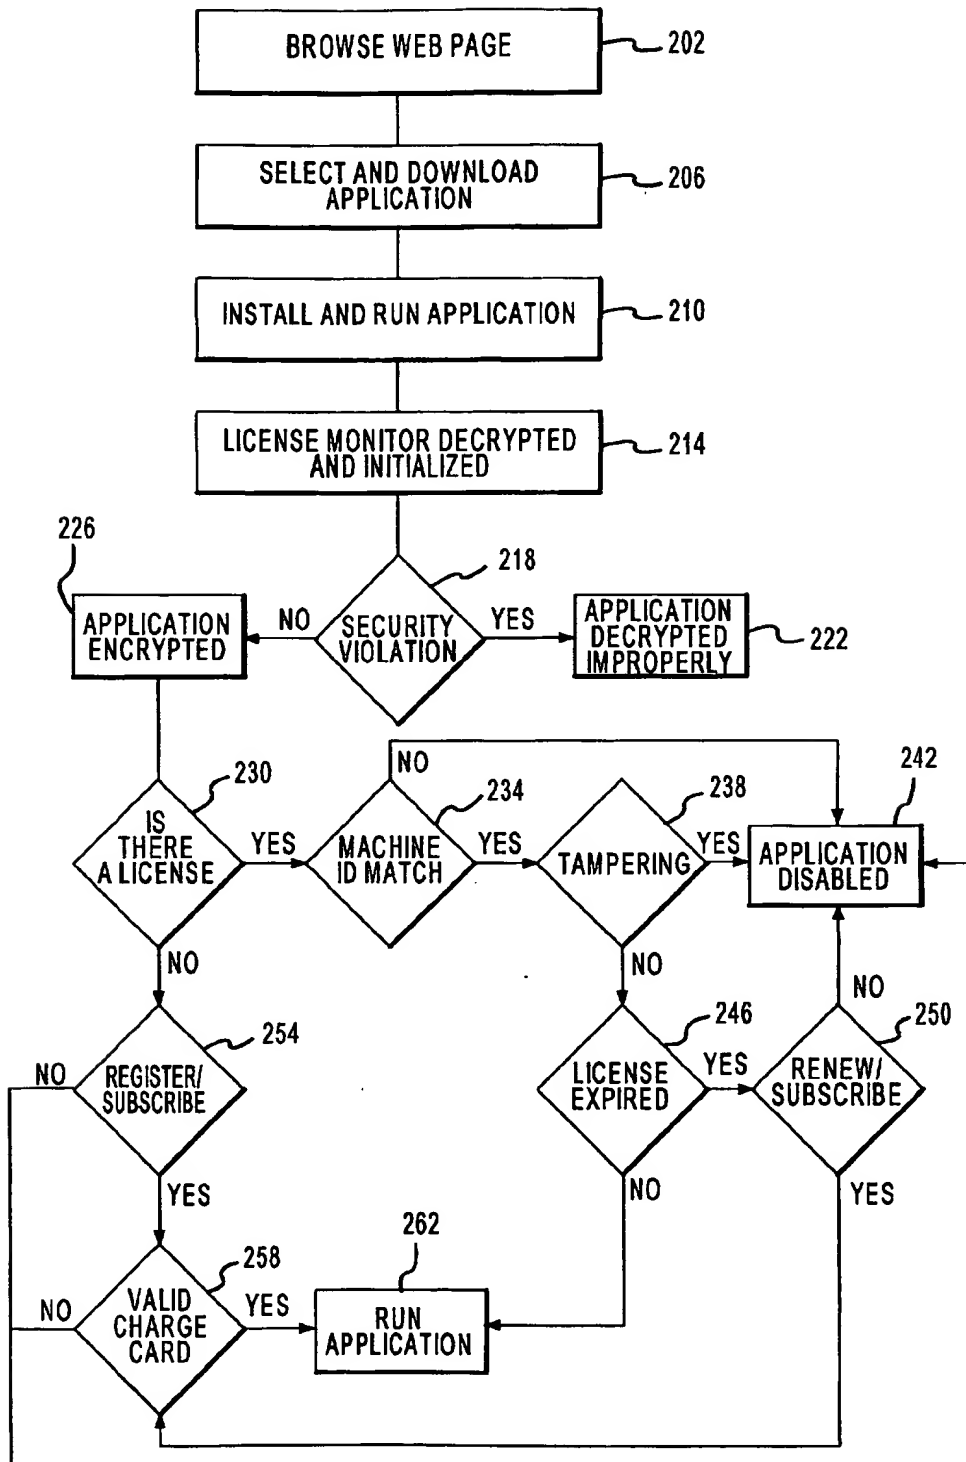 BROWSE WEB PAGE
202
SELECT AND DOWNLOAD
APPLICATION
206
INSTALL AND RUN APPLICATION
210
LICENSE MONITOR DECRYPTED
AND INITIALIZED
214
226
218
APPLICATION
ENCRYPTED
NO
SECURITY
VIOLATION
YES
APPLICATION
DECRYPTED
IMPROPERLY
222
230
NO
234
238
242
IS
THERE
A LICENSE
YES
MACHINE
ID MATCH
YES
TAMPERING
YES
APPLICATION
DISABLED
NO
NO
NO
254
246
250
NO
REGISTER/
SUBSCRIBE
LICENSE
EXPIRED
YES
RENEW/
SUBSCRIBE
YES
NO
YES
258
262
NO
VALID
CHARGE
CARD
YES
RUN
APPLICATION